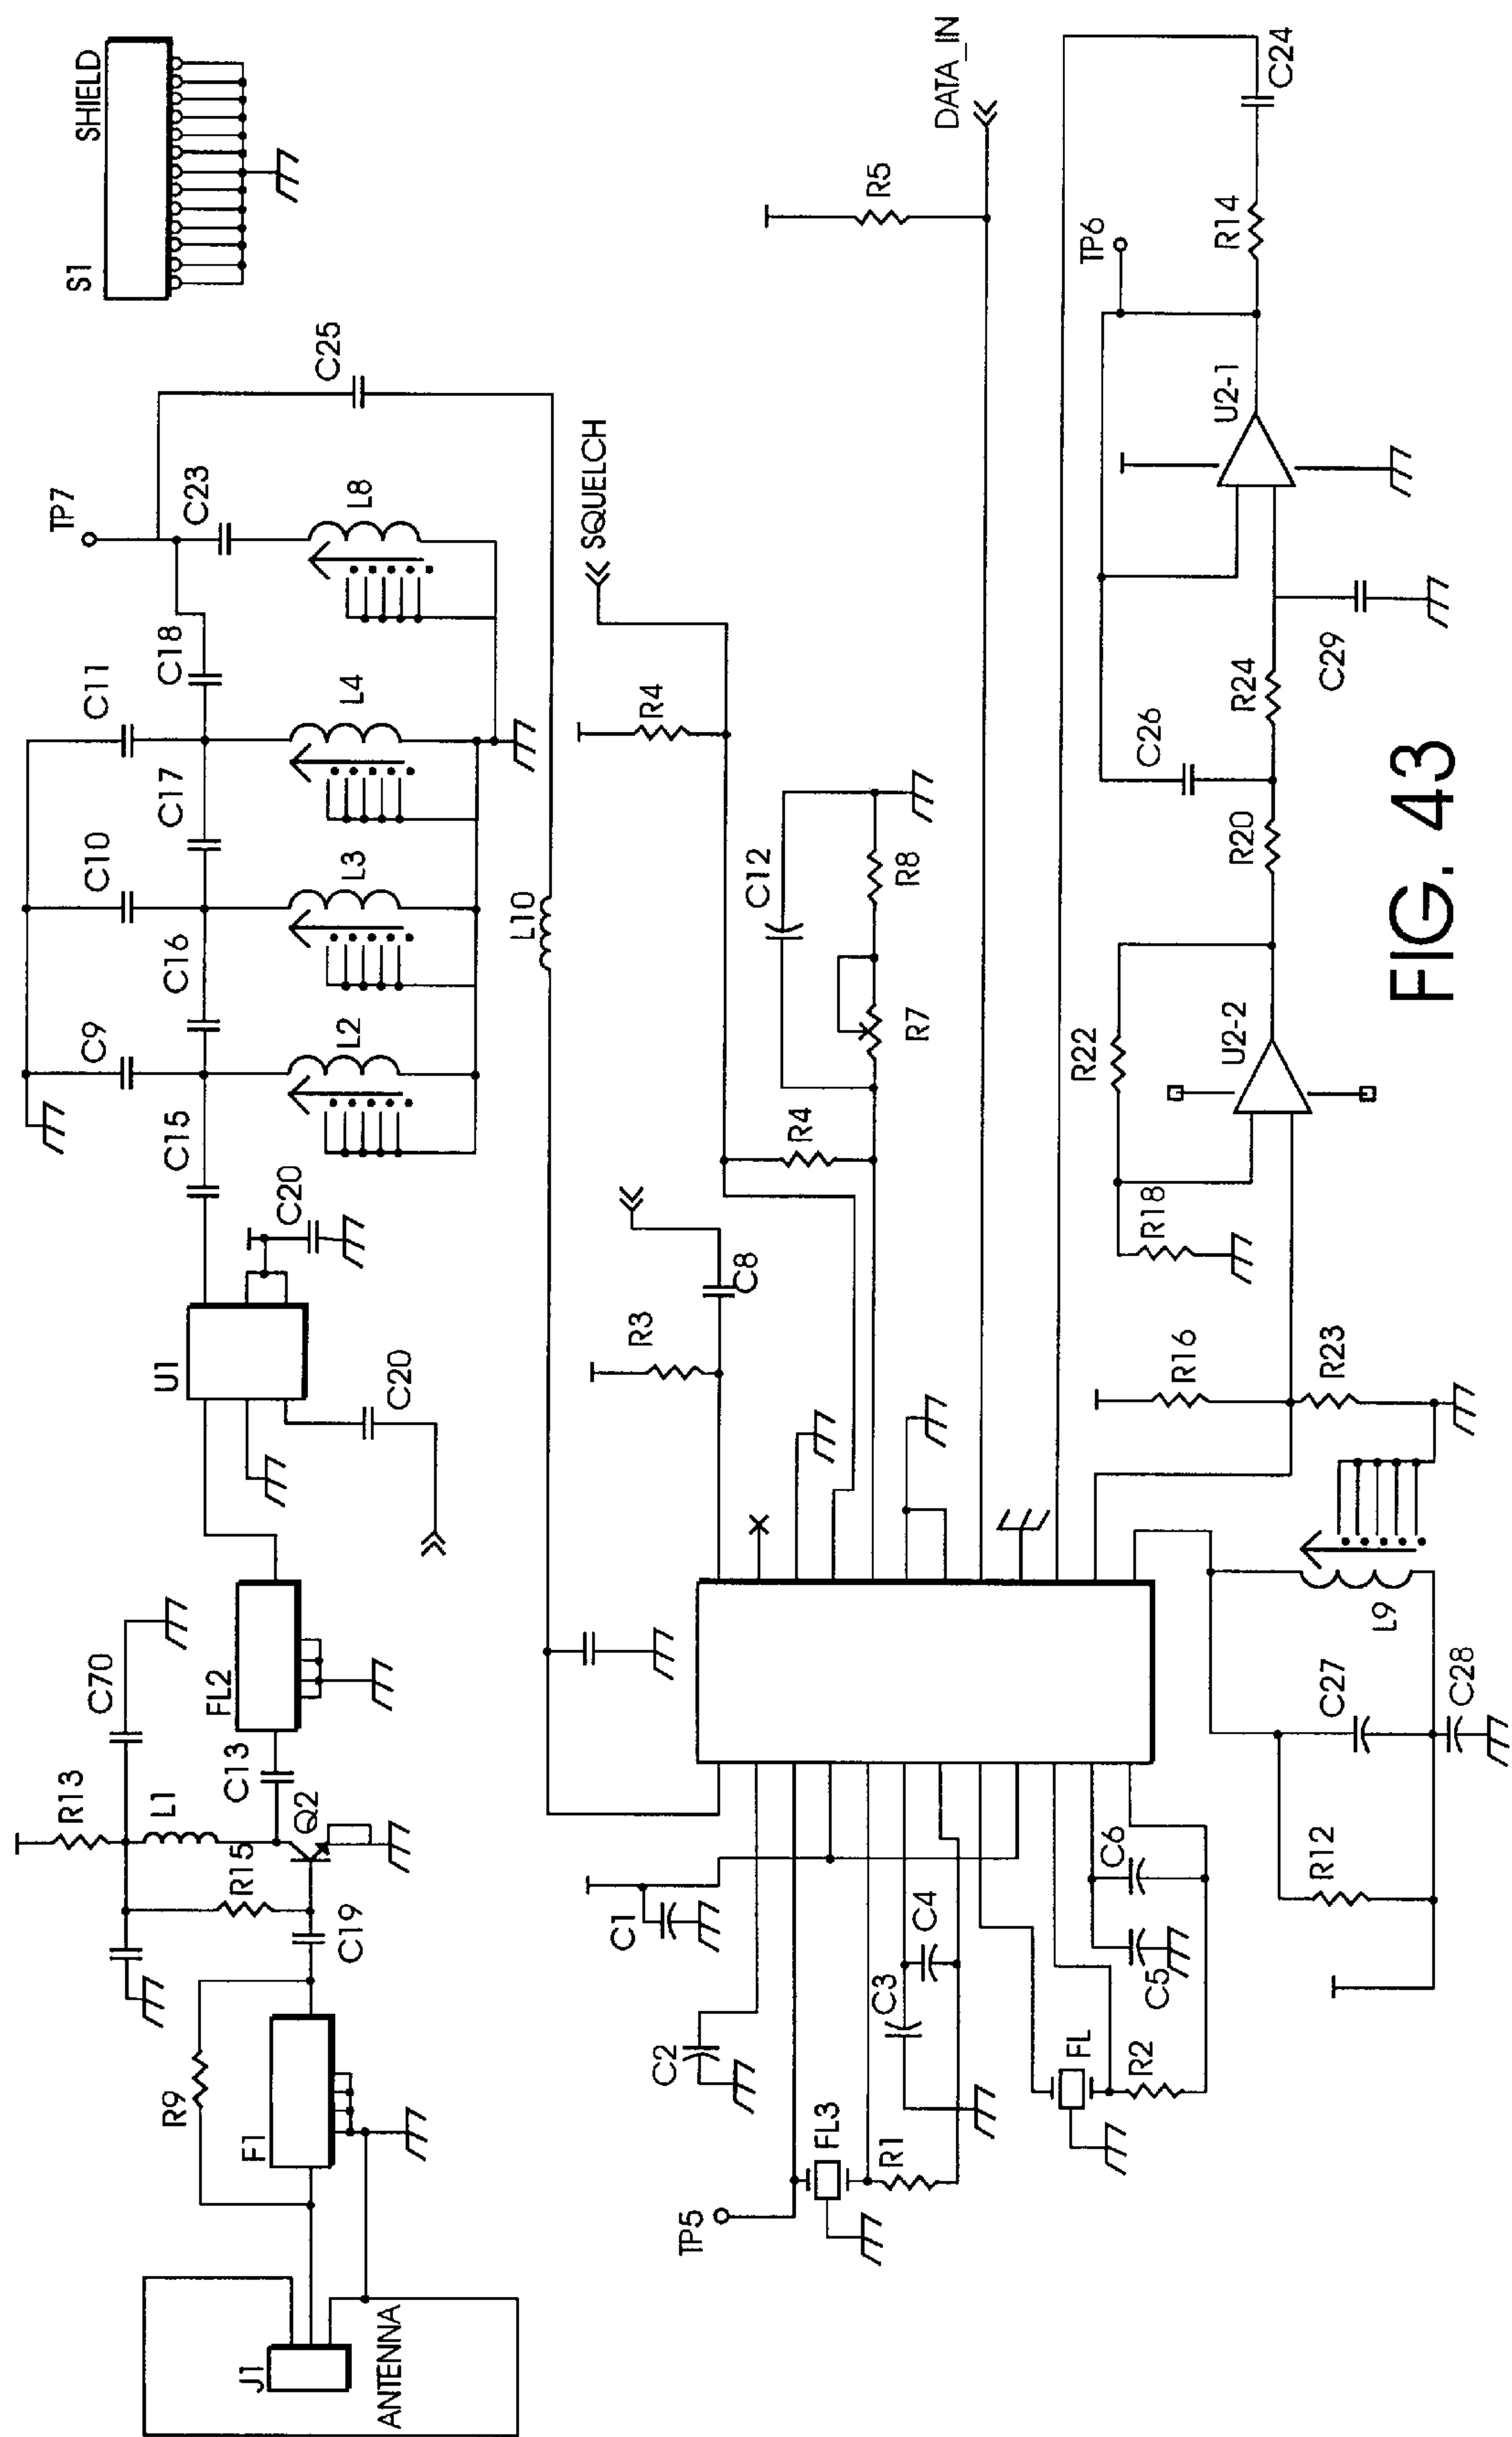 S1
SHIELD
TP7
C25
C23
L8
C18
C11
L4
C17
C10
L3
C16
C9
L2
C15
C20
U1
C20
FL2
C70
C13
R13
L1
Q2
R15
C19
R9
F1
J1
ANTENNA
L10
SQUELCH
DATA_IN
R5
R4
C12
R8
R7
R4
C8
R3
C1
C2
TP5
FL3
R1
C3
C4
FL
R2
C5
C6
R12
C27
C28
L9
R16
R23
R18
R22
U2-2
R20
C26
R24
C29
U2-1
TP6
R14
C24
FIG. 43